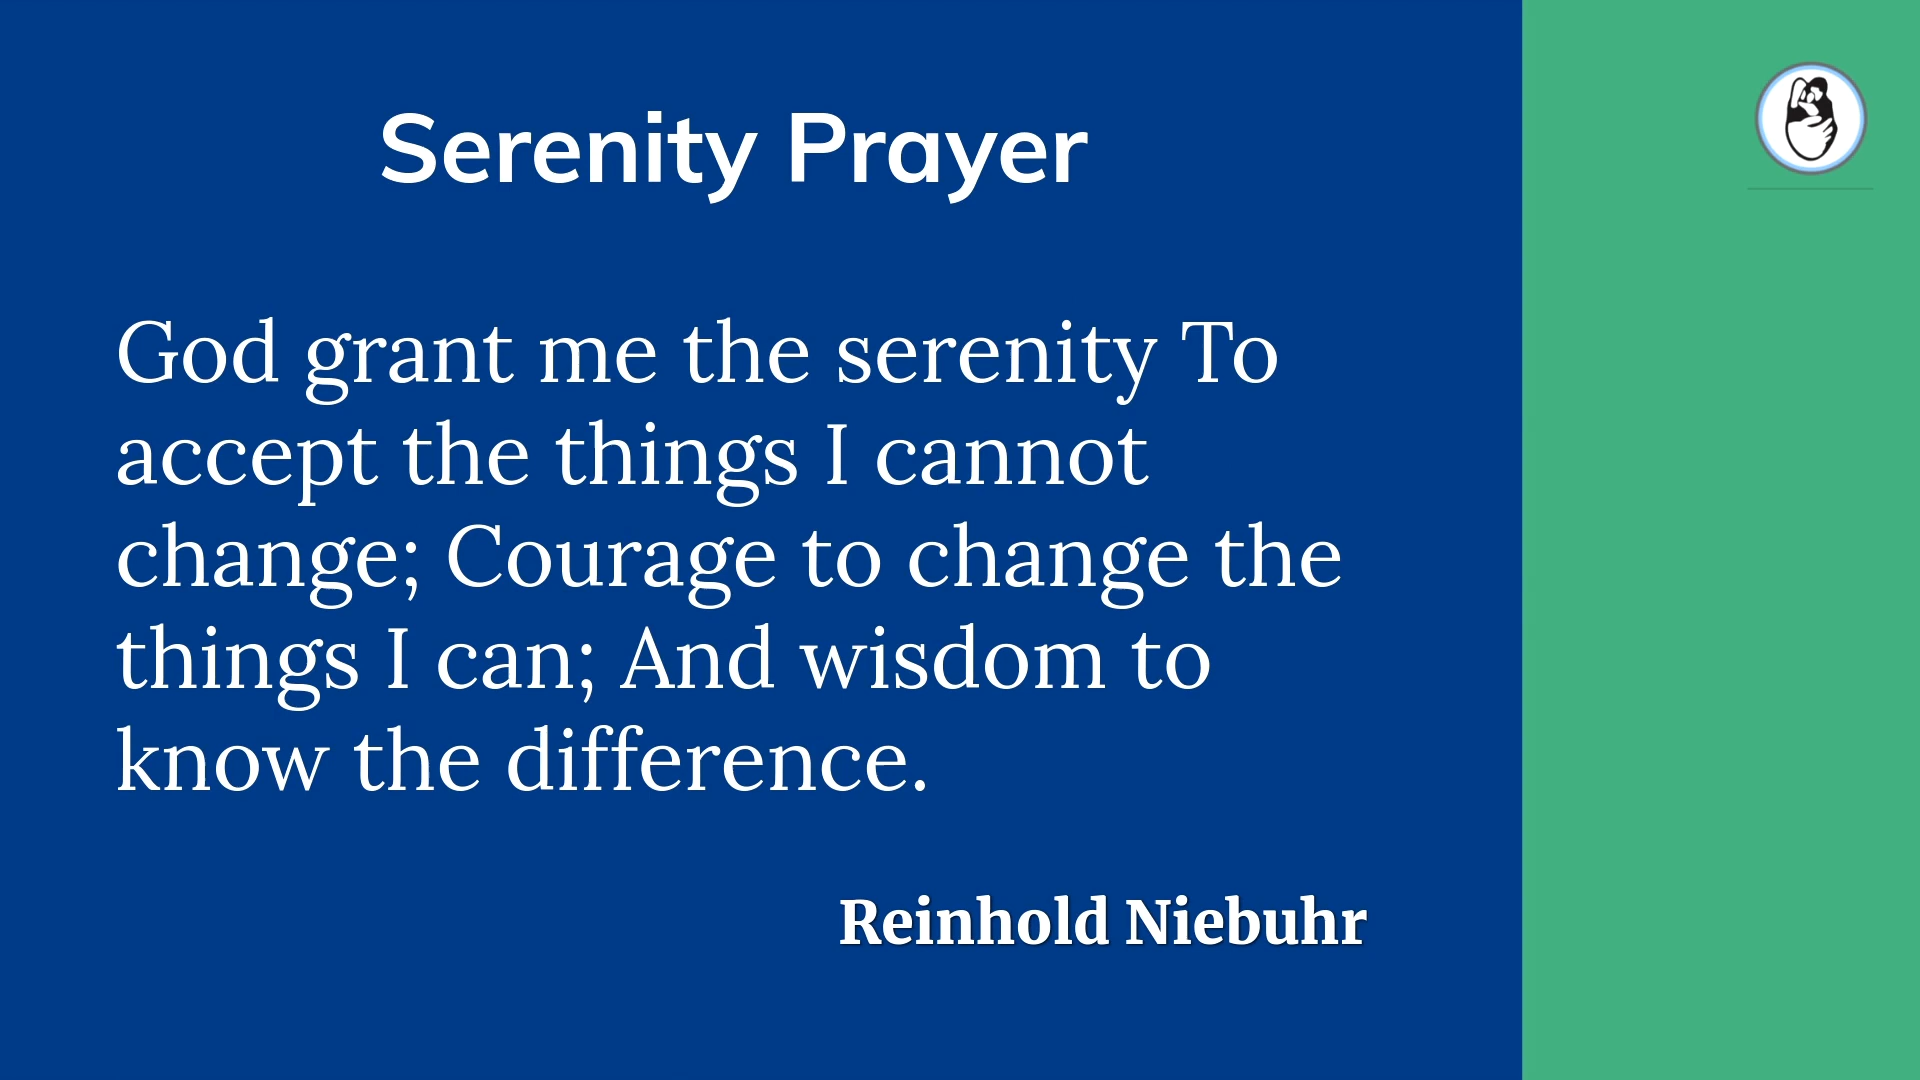 Serenity Prayer
God grant me the serenity To
accept the things I cannot
change; Courage to change the
things I can; And wisdom to
know the difference.
Reinhold Niebuhr